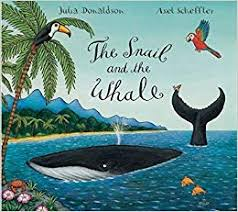 Julia Donaldson Axel Scheffler
The Snail
and the
Whale